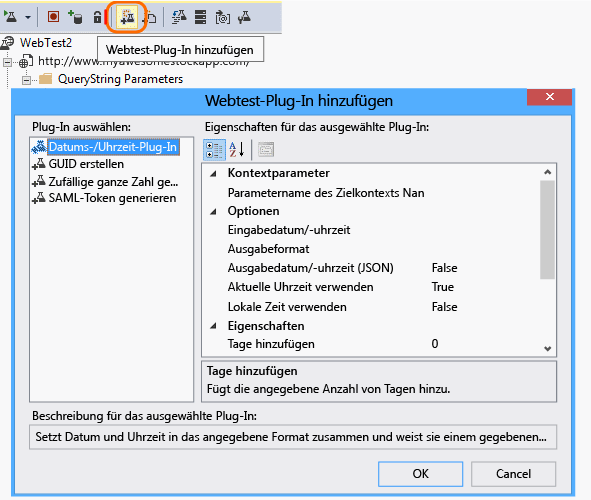 WebTest2
Webtest-Plug-In hinzufügen
http://www.myawesomestockapp.com/
QueryString Parameters
Webtest-Plug-In hinzufügen
Plug-In auswählen:
Eigenschaften für das ausgewählte Plug-In:
Datums-/Uhrzeit-Plug-In
GUID erstellen
Zufällige ganze Zahl ge...
SAML-Token generieren
Kontextparameter
Parametername des Zielkontexts Nan
Optionen
Eingabedatum/-uhrzeit
Ausgabeformat
Ausgabedatum/-uhrzeit (JSON) False
Aktuelle Uhrzeit verwenden True
Lokale Zeit verwenden False
Eigenschaften
Tage hinzufügen 0
Tage hinzufügen
Fügt die angegebene Anzahl von Tagen hinzu.
Beschreibung für das ausgewählte Plug-In:
Setzt Datum und Uhrzeit in das angegebene Format zusammen und weist sie einem gegebenen...
OK
Cancel